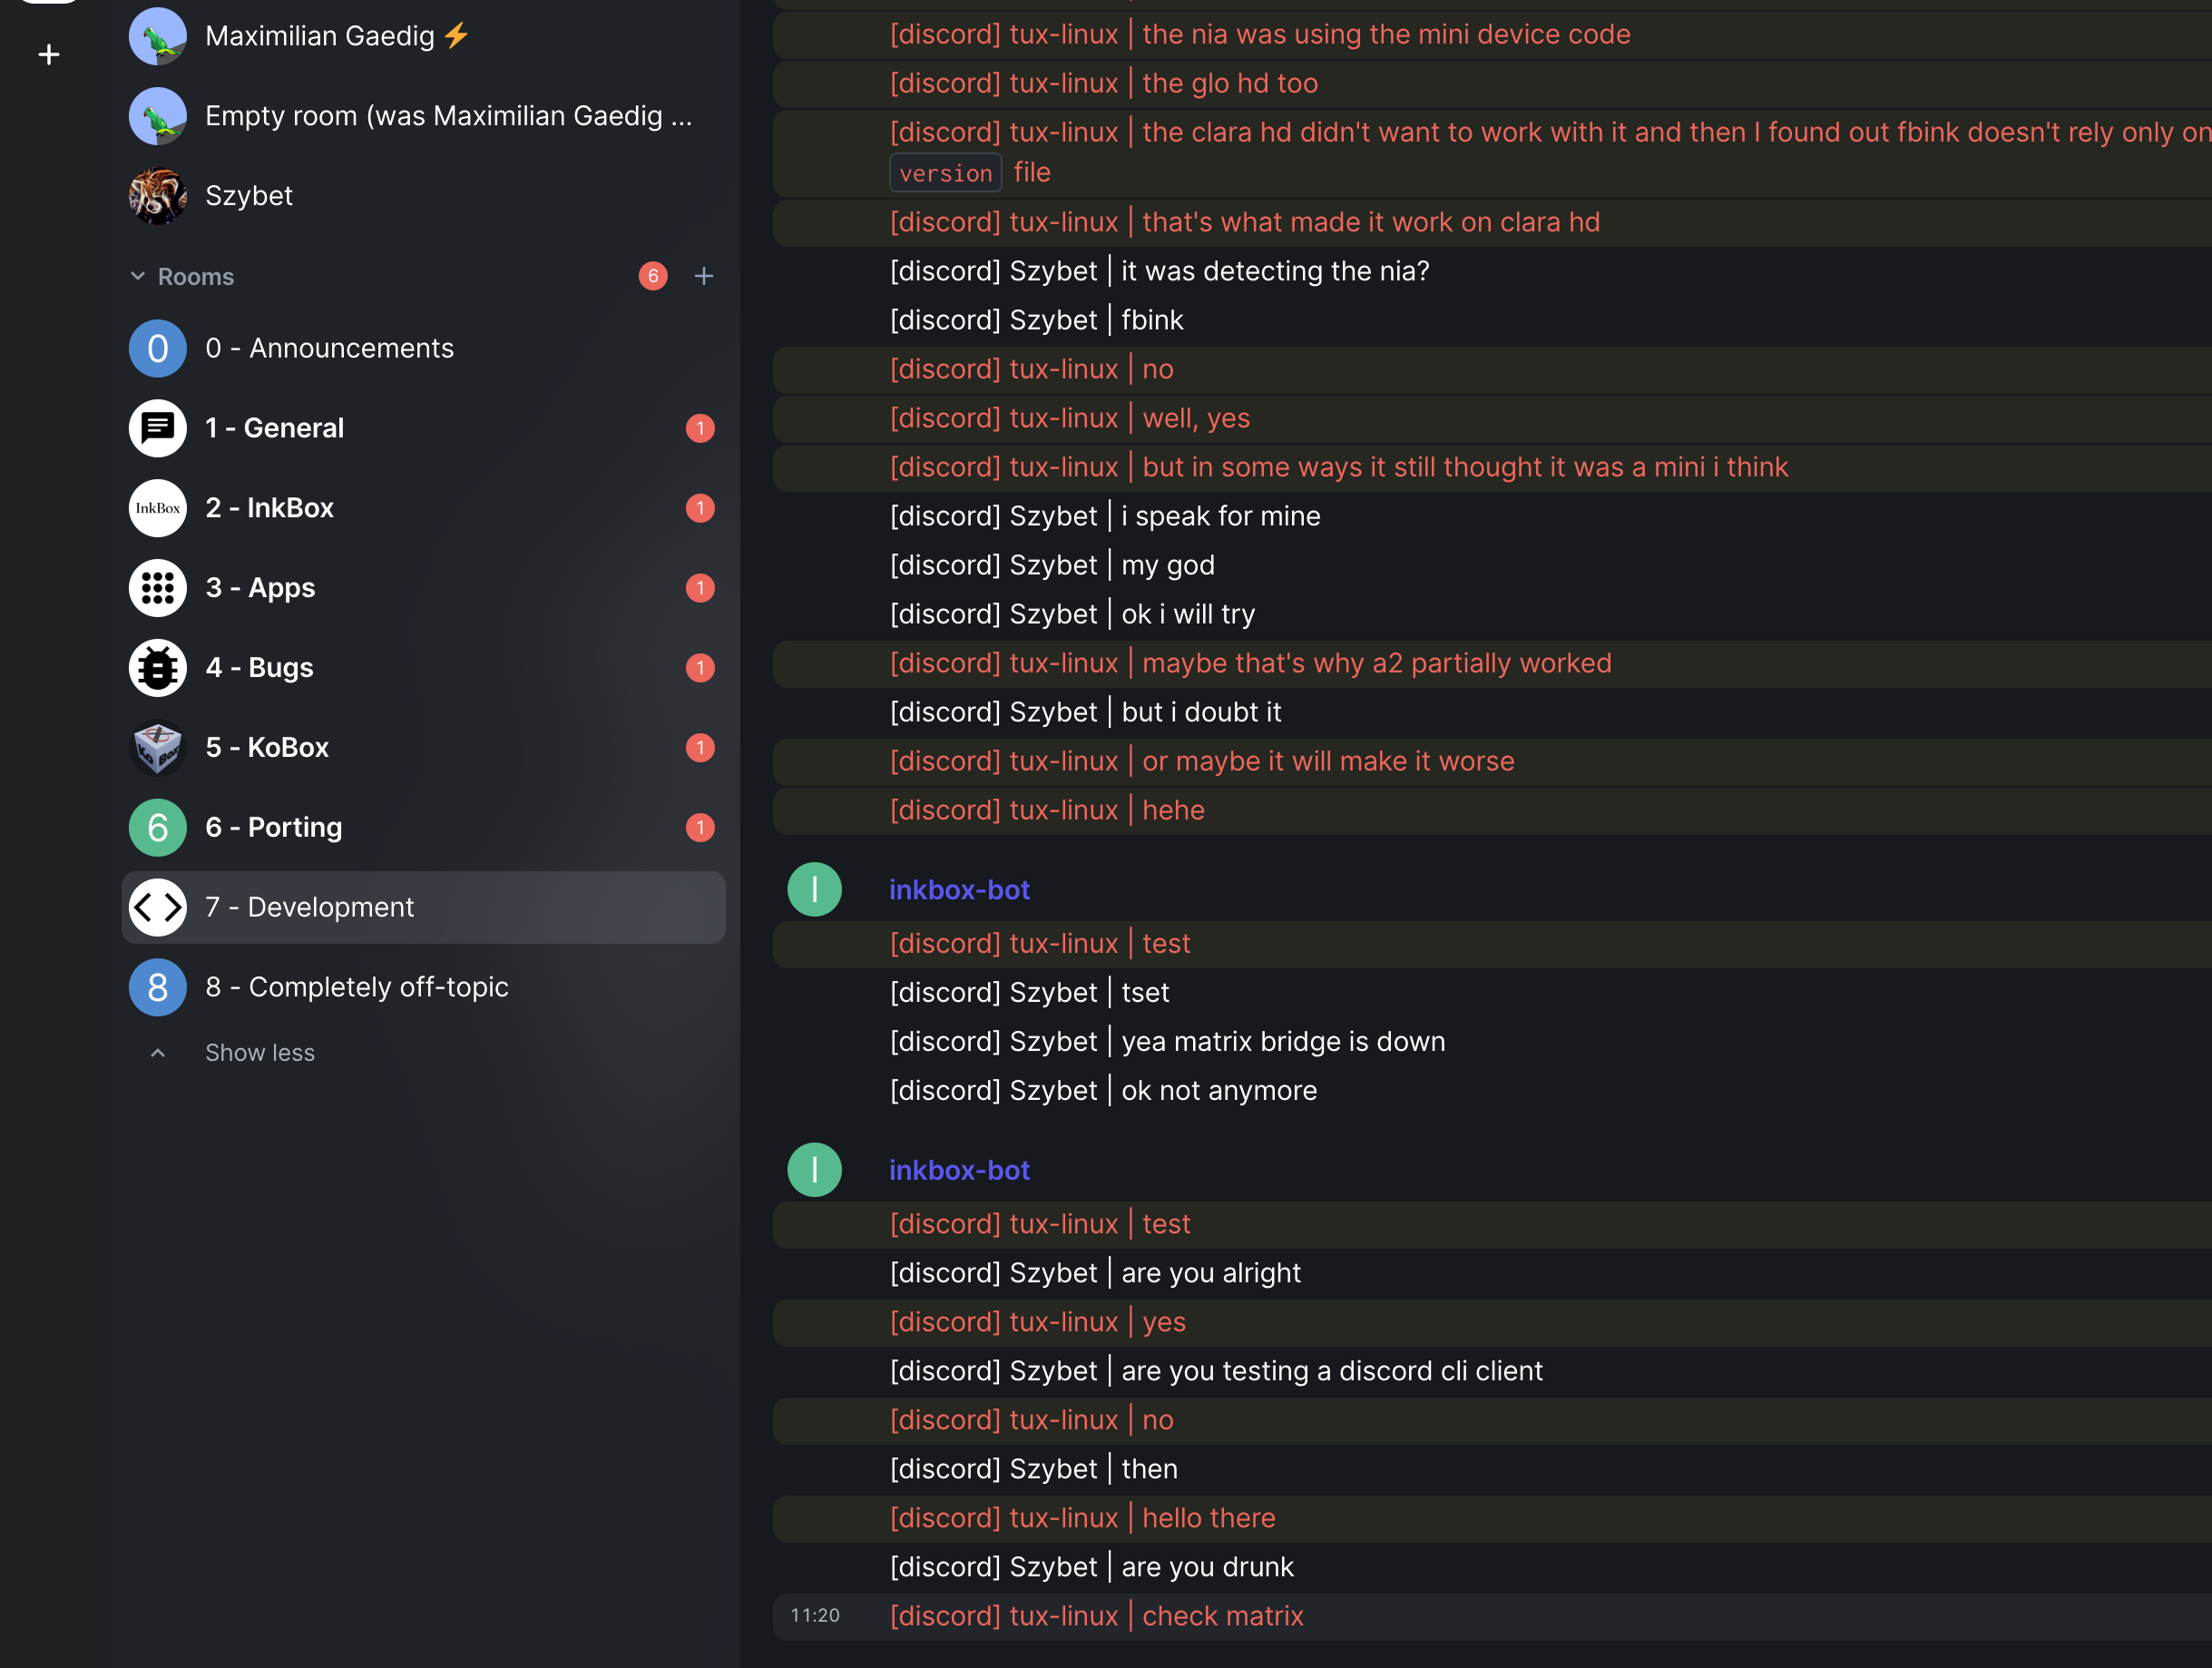 Maximilian Gaedig ⚡
Empty room (was Maximilian Gaedig ...
Szybet
Rooms 6 +
0 0 - Announcements
1 - General 1
InkBox 2 - InkBox 1
3 - Apps 1
4 - Bugs 1
KoBox 5 - KoBox 1
6 6 - Porting 1
7 - Development
8 8 - Completely off-topic
Show less
[discord] tux-linux | the nia was using the mini device code
[discord] tux-linux | the glo hd too
[discord] tux-linux | the clara hd didn't want to work with it and then I found out fbink doesn't rely only on
version file
[discord] tux-linux | that's what made it work on clara hd
[discord] Szybet | it was detecting the nia?
[discord] Szybet | fbink
[discord] tux-linux | no
[discord] tux-linux | well, yes
[discord] tux-linux | but in some ways it still thought it was a mini i think
[discord] Szybet | i speak for mine
[discord] Szybet | my god
[discord] Szybet | ok i will try
[discord] tux-linux | maybe that's why a2 partially worked
[discord] Szybet | but i doubt it
[discord] tux-linux | or maybe it will make it worse
[discord] tux-linux | hehe
I inkbox-bot
[discord] tux-linux | test
[discord] Szybet | tset
[discord] Szybet | yea matrix bridge is down
[discord] Szybet | ok not anymore
I inkbox-bot
[discord] tux-linux | test
[discord] Szybet | are you alright
[discord] tux-linux | yes
[discord] Szybet | are you testing a discord cli client
[discord] tux-linux | no
[discord] Szybet | then
[discord] tux-linux | hello there
[discord] Szybet | are you drunk
11:20 [discord] tux-linux | check matrix